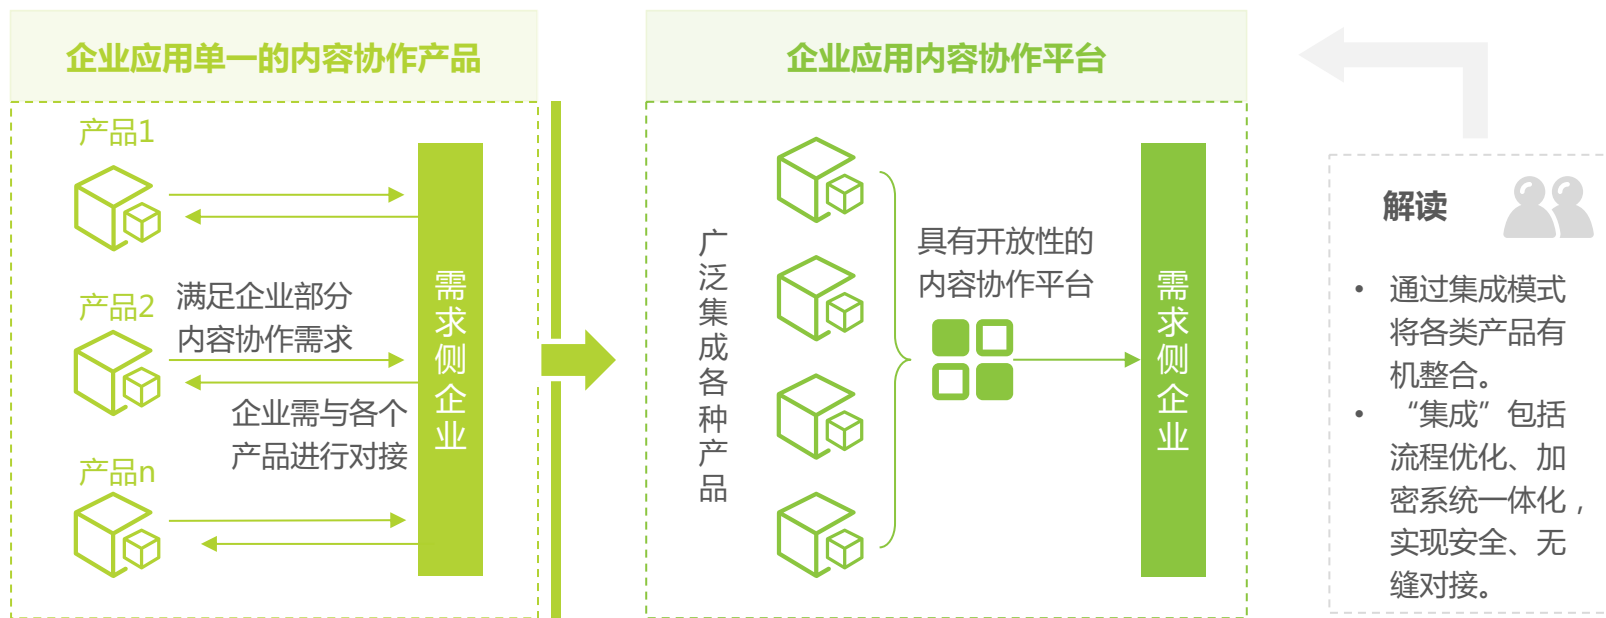 企业应用单一的内容协作产品
产品1
产品2
满足企业部分
内容协作需求
企业需与各个
产品进行对接
产品n
需求侧企业
企业应用内容协作平台
广泛集成各种产品
具有开放性的
内容协作平台
需求侧企业
解读
• 通过集成模式
将各类产品有
机整合。
• “集成”包括
流程优化、加
密系统一体化，
实现安全、无
缝对接。